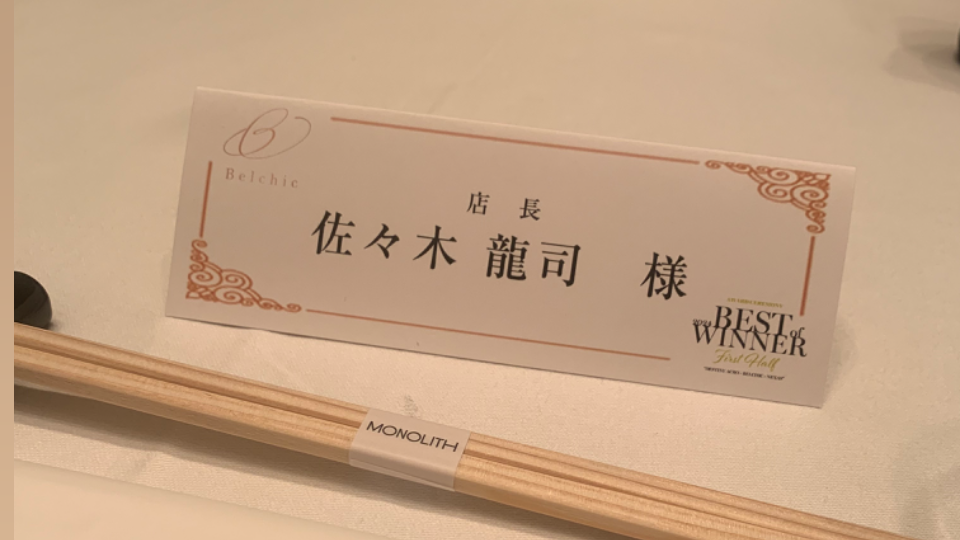 Belchic
店 長
佐々木 龍司 様
BEST of
WINNER
First Half
MONOLITH